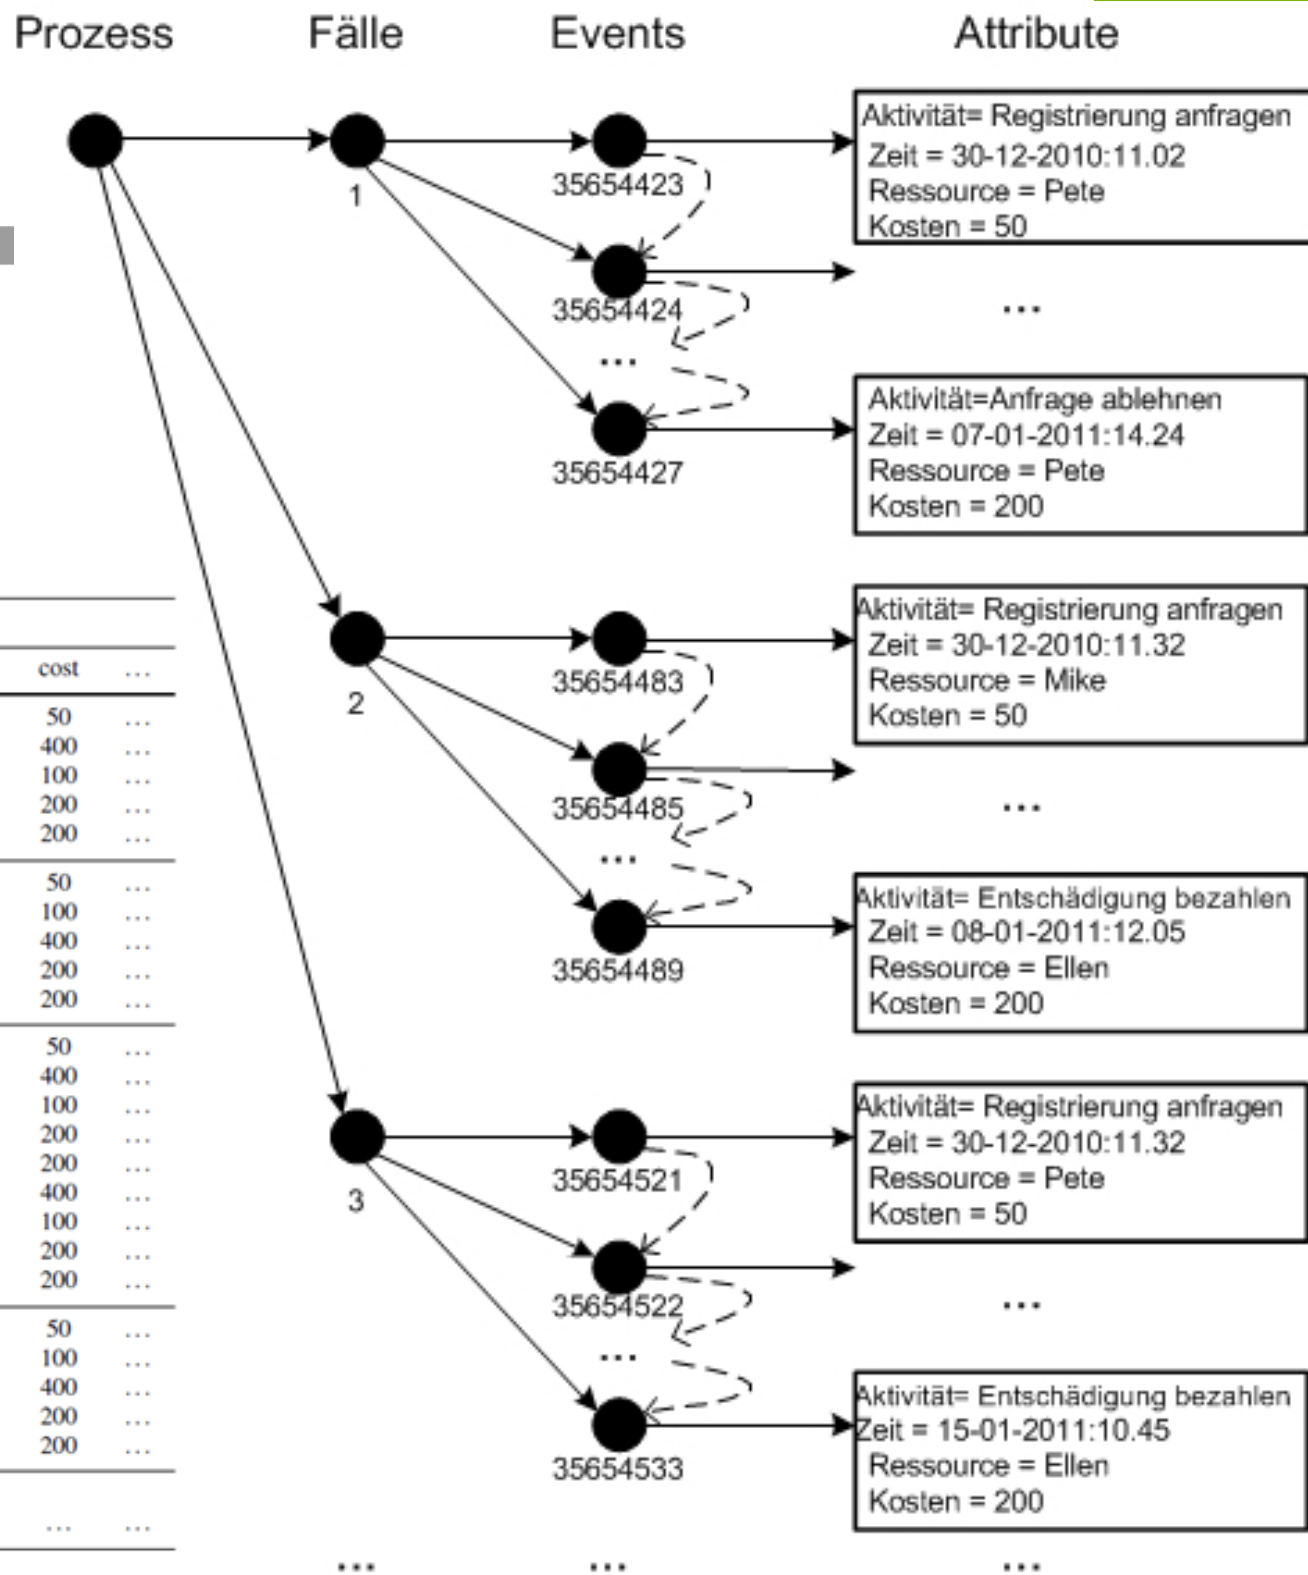 Prozess Fälle Events Attribute
Aktivität= Registrierung anfragen
Zeit = 30-12-2010:11.02
Ressource = Pete
Kosten = 50
1
35654423
35654424
...
...
Aktivität=Anfrage ablehnen
Zeit = 07-01-2011:14.24
Ressource = Pete
Kosten = 200
35654427
Aktivität= Registrierung anfragen
Zeit = 30-12-2010:11.32
Ressource = Mike
Kosten = 50
2
35654483
35654485
...
...
Aktivität= Entschädigung bezahlen
Zeit = 08-01-2011:12.05
Ressource = Ellen
Kosten = 200
35654489
Aktivität= Registrierung anfragen
Zeit = 30-12-2010:11.32
Ressource = Pete
Kosten = 50
3
35654521
35654522
...
...
Aktivität= Entschädigung bezahlen
Zeit = 15-01-2011:10.45
Ressource = Ellen
Kosten = 200
35654533
... ... ...
cost ...
50 ...
400 ...
100 ...
200 ...
200 ...
50 ...
100 ...
400 ...
200 ...
200 ...
50 ...
400 ...
100 ...
200 ...
200 ...
400 ...
100 ...
200 ...
200 ...
50 ...
100 ...
400 ...
200 ...
200 ...
... ...